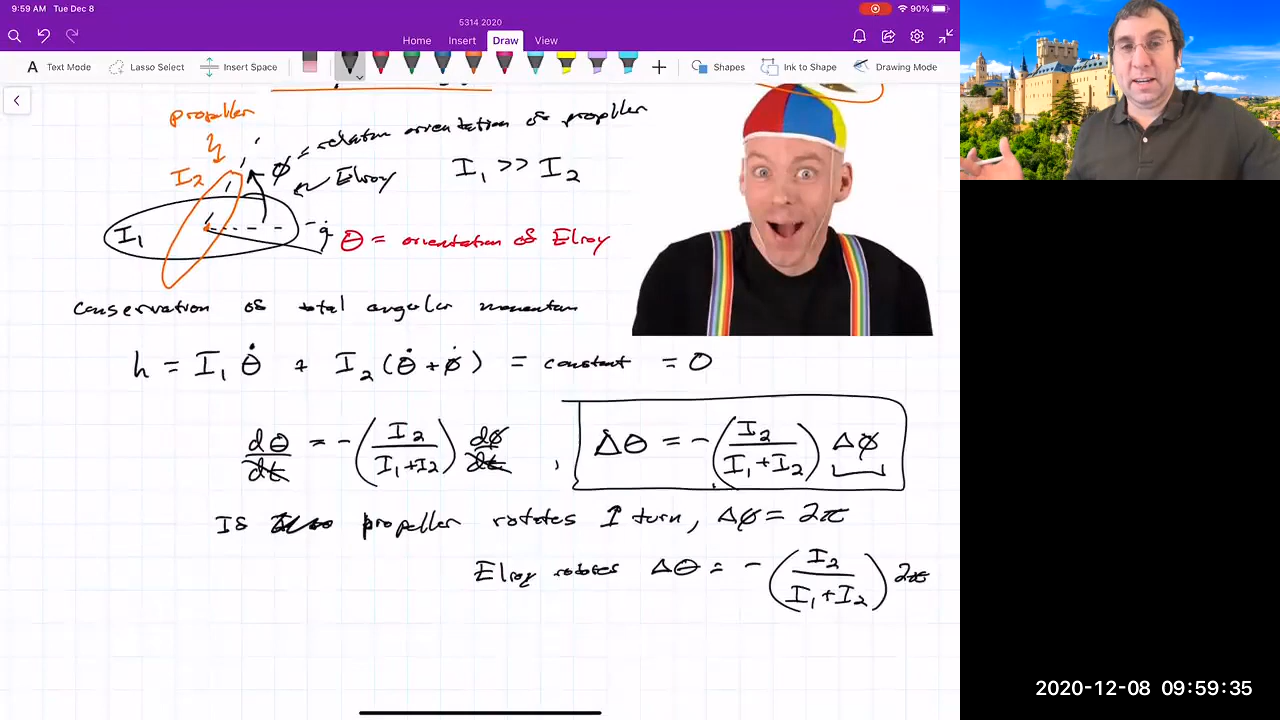 9:59 AM Tue Dec 8
90%
5314 2020
Home Insert Draw View
Text Mode Lasso Select Insert Space Shapes Ink to Shape Drawing Mode
propeller
ϕ = relative orientation of propeller
I₂
Elroy
I₁ >> I₂
I₁
θ = orientation of Elroy
conservation of total angular momentum
h = I₁ θ̇ + I₂ (θ̇ + ϕ̇) = constant = 0
dθ/dt = -(I₂/(I₁+I₂)) dϕ/dt , Δθ = -(I₂/(I₁+I₂)) Δϕ
If propeller rotates 1 turn, Δϕ = 2π
Elroy rotates Δθ = -(I₂/(I₁+I₂)) 2π
2020-12-08 09:59:35